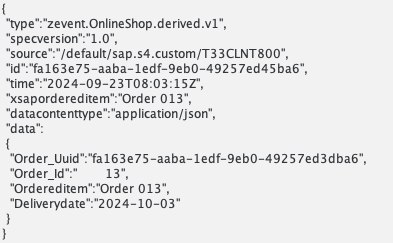 {
"type":"zevent.OnlineShop.derived.v1",
"specversion":"1.0",
"source":"/default/sap.s4.custom/T33CLNT800",
"id":"fa163e75-aaba-1edf-9eb0-49257ed45ba6",
"time":"2024-09-23T08:03:15Z",
"xsapordereditem":"Order 013",
"datacontenttype":"application/json",
"data":
{
"Order_Uuid":"fa163e75-aaba-1edf-9eb0-49257ed3dba6",
"Order_Id":"       13",
"Ordereditem":"Order 013",
"Deliverydate":"2024-10-03"
}
}